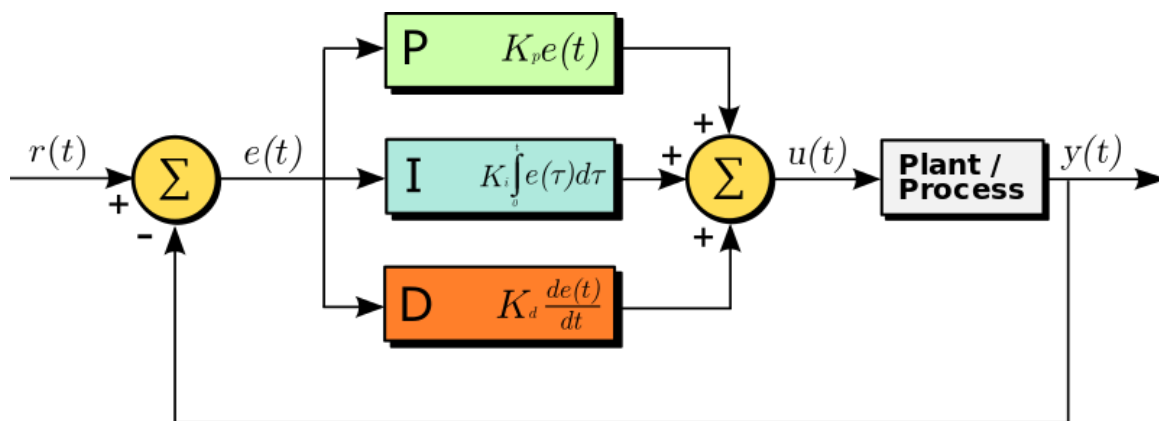 P K_p e(t)
r(t)
Σ
e(t)
I K_i ∫_0^t e(τ)dτ
Σ
u(t)
Plant /
Process
y(t)
+
-
+
+
+
D K_d de(t)/dt